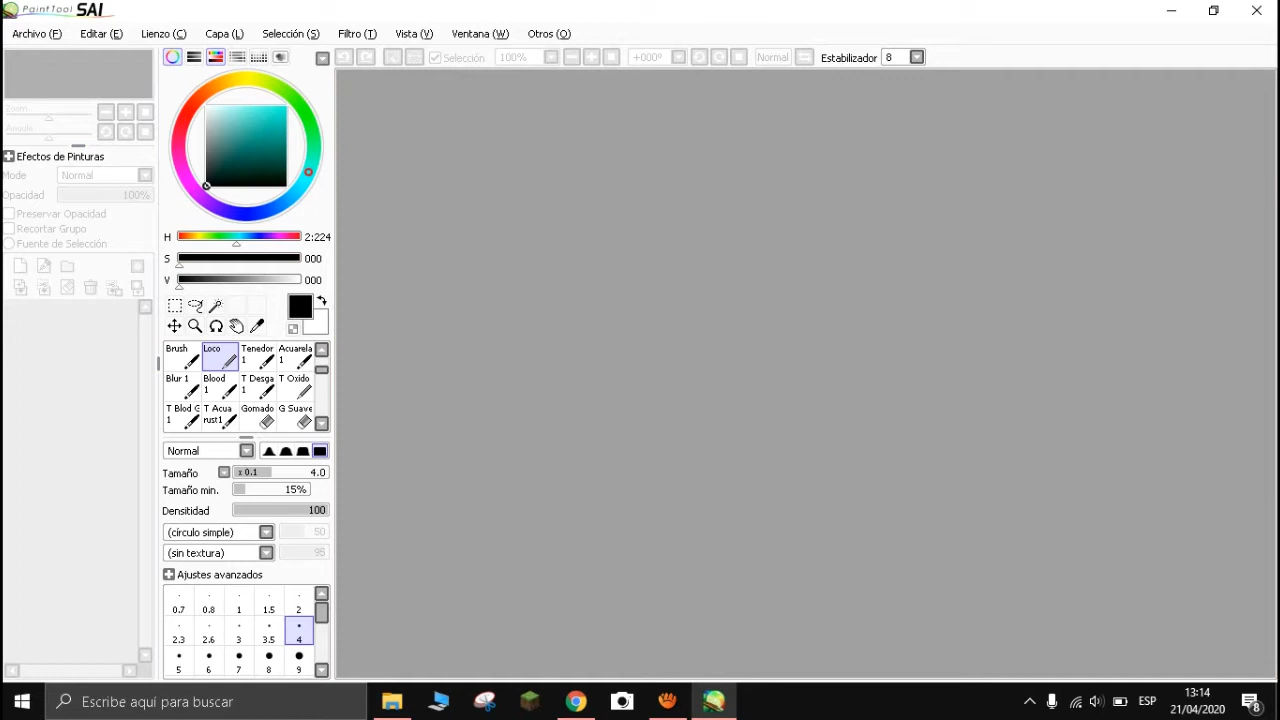 PaintTool SAI
Archivo (F) Editar (E) Lienzo (C) Capa (L) Selección (S) Filtro (T) Vista (V) Ventana (W) Otros (O)
Selección 100% +000º Normal Estabilizador 8
Zoom
Angulo
Efectos de Pinturas
Mode Normal
Opacidad 100%
Preservar Opacidad
Recortar Grupo
Fuente de Selección
H 2:224
S 000
V 000
Brush Loco Tenedor 1 Acuarela 1
Blur 1 Blood 1 T Desga 1 T Oxido
T Blod G 1 T Acua rust1 Gomado G Suave
Normal
Tamaño x 0.1 4.0
Tamaño min. 15%
Densitidad 100
(círculo simple) 50
(sin textura) 95
Ajustes avanzados
0.7 0.8 1 1.5 2
2.3 2.6 3 3.5 4
5 6 7 8 9
Escribe aquí para buscar
ESP
13:14
21/04/2020
8